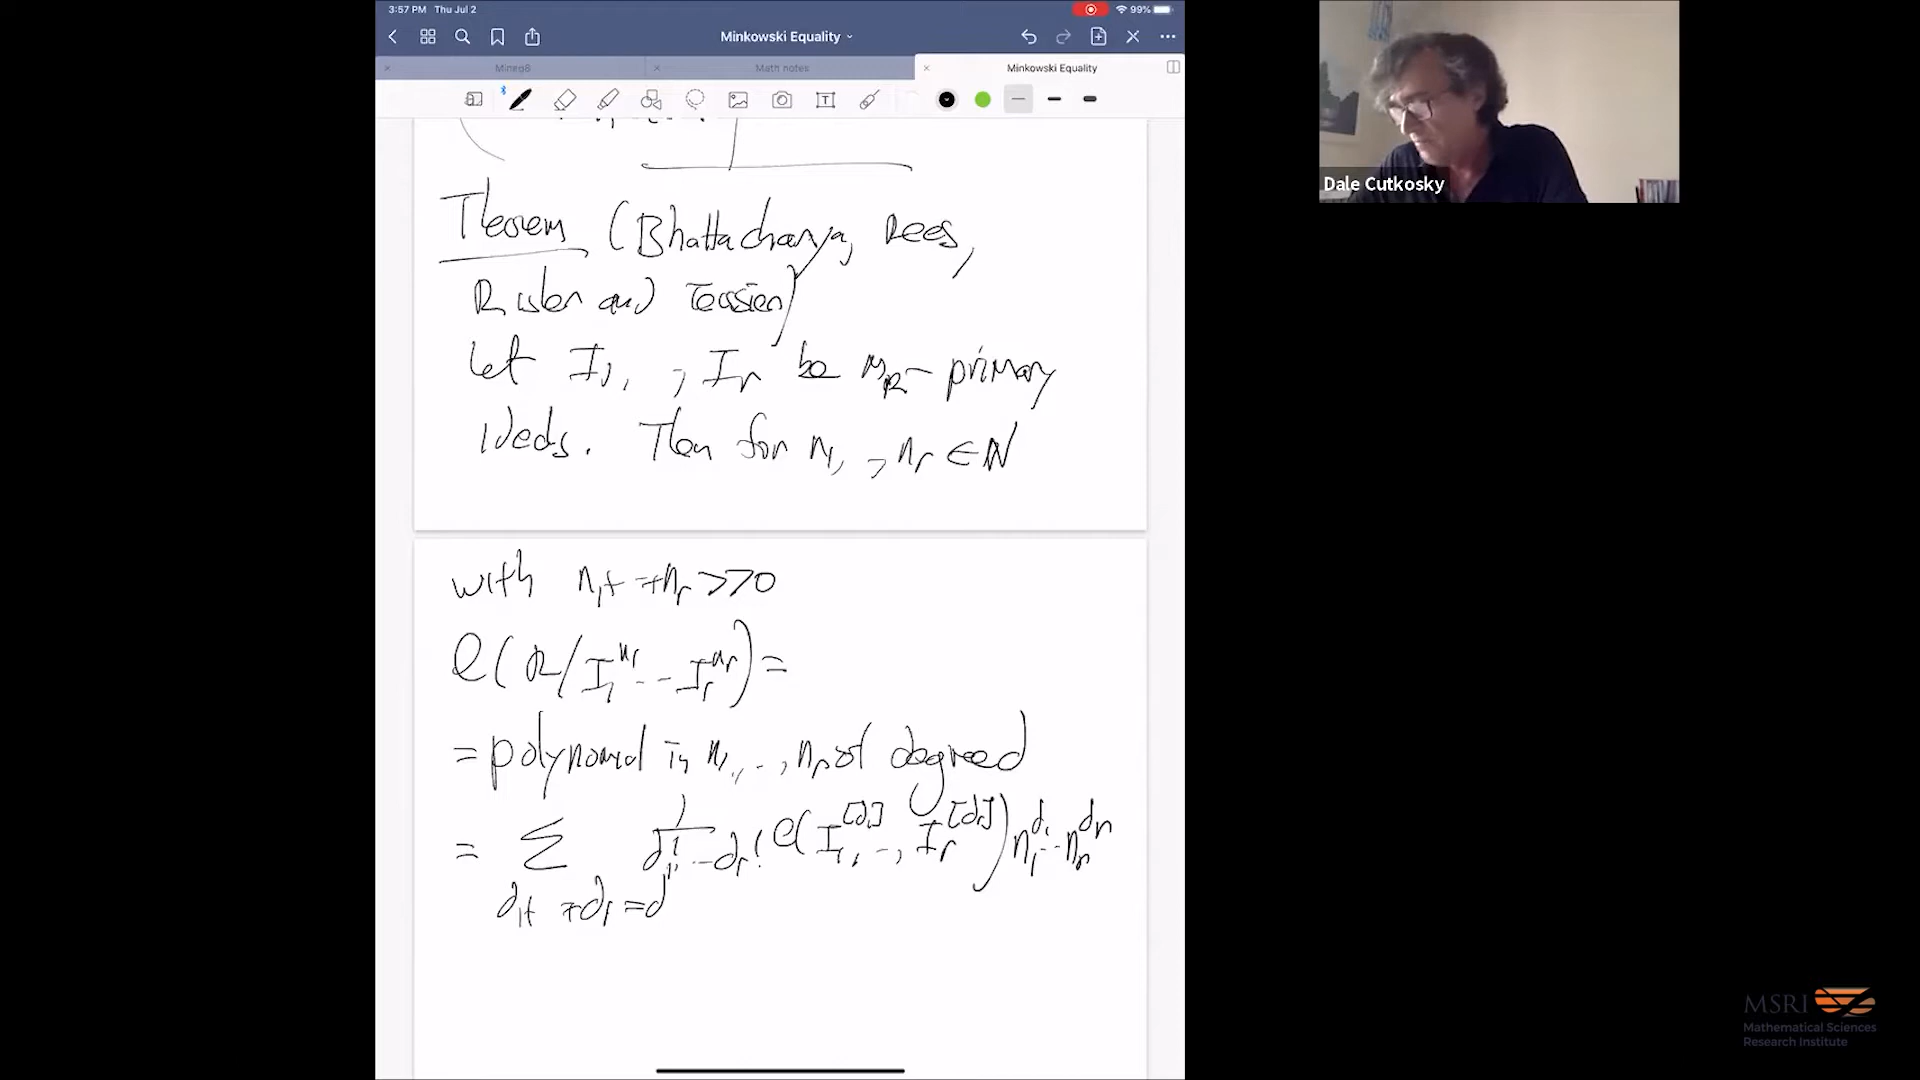 3:57 PM Thu Jul 2
99%
Minkowski Equality
Mineq8
Math notes
Minkowski Equality
Theorem (Bhattacharya, Rees,
Risler and Teissier)
Let I₁, , Iᵣ be m_R-primary
ideals. Then for n₁, , nᵣ ∈ ℕ
with n₁+ +nᵣ >>0
ℓ(R/I₁^{n₁}--Iᵣ^{nᵣ}) =
= polynomial in n₁, .., nᵣ of degree d
= Σ 1/(d₁!--dᵣ!) e(I₁^{[d₁]}, -, Iᵣ^{[dᵣ]}) n₁^{d₁}--nᵣ^{dᵣ}
d₁+ +dᵣ=d
Dale Cutkosky
MSRI
Mathematical Sciences
Research Institute